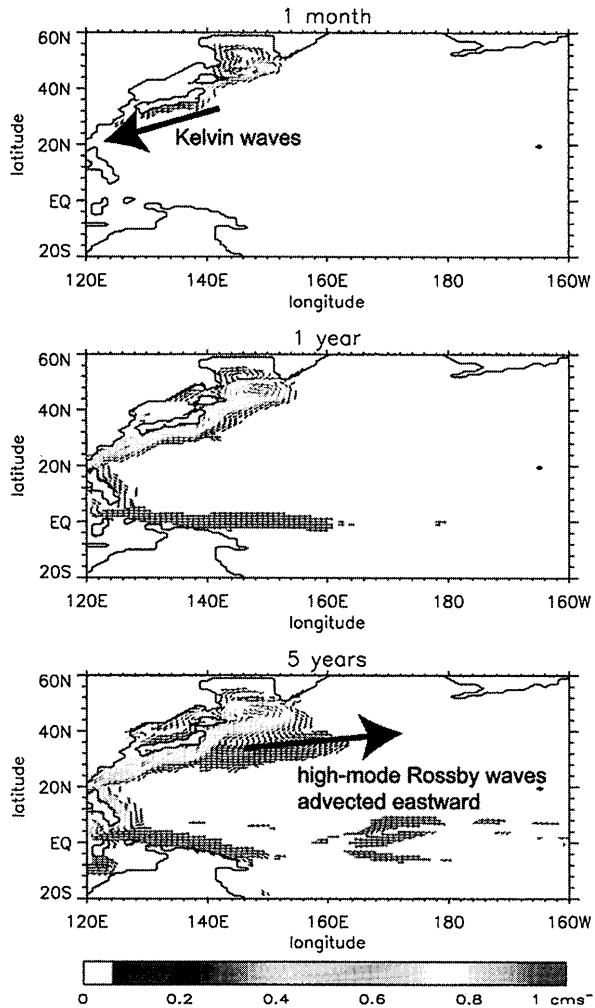 1 month
60N
40N
20N
EQ
20S
latitude
Kelvin waves
120E 140E 160E 180 160W
longitude
1 year
60N
40N
20N
EQ
20S
latitude
120E 140E 160E 180 160W
longitude
5 years
60N
40N
20N
EQ
20S
latitude
high-mode Rossby waves
advected eastward
120E 140E 160E 180 160W
longitude
0 0.2 0.4 0.6 0.8 1 cms⁻¹